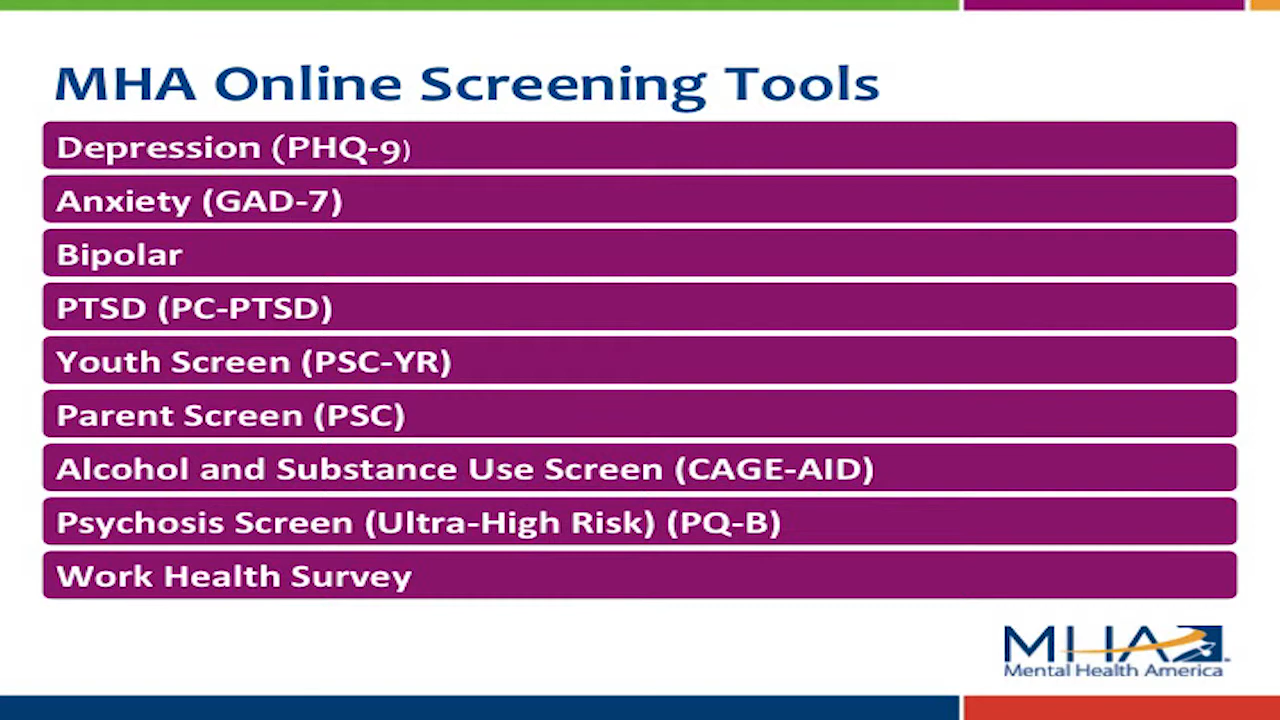 MHA Online Screening Tools
Depression (PHQ-9)
Anxiety (GAD-7)
Bipolar
PTSD (PC-PTSD)
Youth Screen (PSC-YR)
Parent Screen (PSC)
Alcohol and Substance Use Screen (CAGE-AID)
Psychosis Screen (Ultra-High Risk) (PQ-B)
Work Health Survey
MHA
Mental Health America